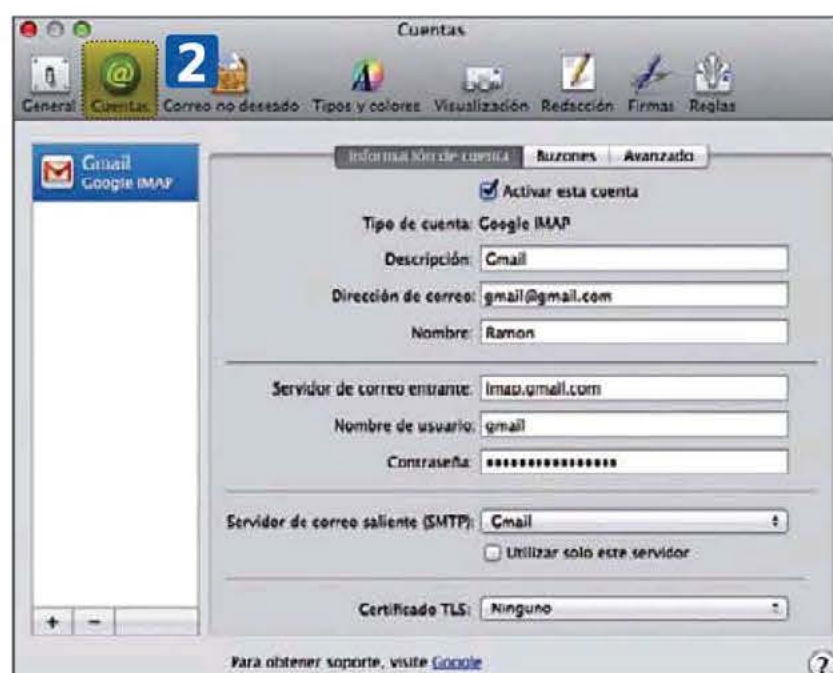 Cuentas
2
General Cuentas Correo no deseado Tipos y colores Visualización Redacción Firmas Reglas
Gmail
Google IMAP
Información de cuenta Buzones Avanzado
Activar esta cuenta
Tipo de cuenta: Google IMAP
Descripción: Gmail
Dirección de correo: gmail@gmail.com
Nombre: Ramon
Servidor de correo entrante: imap.gmail.com
Nombre de usuario: gmail
Contraseña: ••••••••••••••••
Servidor de correo saliente (SMTP): Gmail
Utilizar solo este servidor
Certificado TLS: Ninguno
+ −
Para obtener soporte, visite Google
?